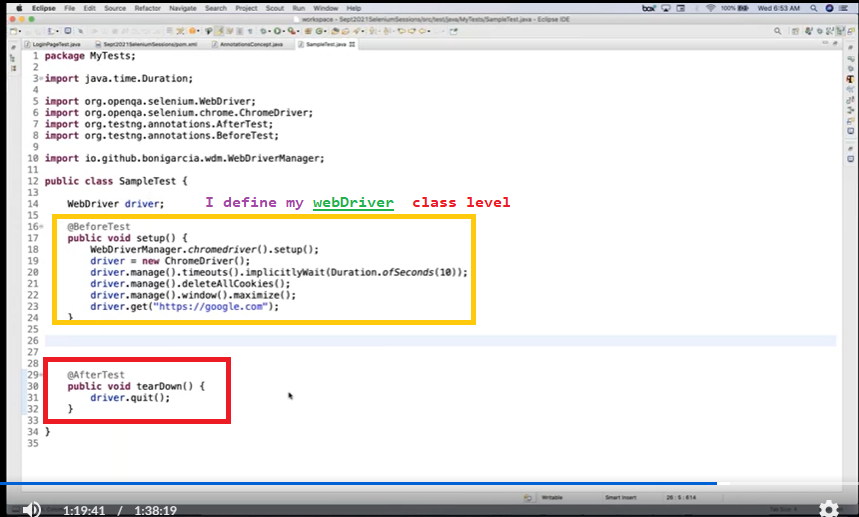 Eclipse File Edit Source Refactor Navigate Search Project Scout Run Window Help box 100% Wed 6:53 AM
workspace - Sept2021SeleniumSessions/src/test/java/MyTests/SampleTest.java - Eclipse IDE
LoginPageTest.java Sept2021SeleniumSessions/pom.xml AnnotationsConcept.java SampleTest.java
1 package MyTests;
2
3 import java.time.Duration;
4
5 import org.openqa.selenium.WebDriver;
6 import org.openqa.selenium.chrome.ChromeDriver;
7 import org.testng.annotations.AfterTest;
8 import org.testng.annotations.BeforeTest;
9
10 import io.github.bonigarcia.wdm.WebDriverManager;
11
12 public class SampleTest {
13
14 WebDriver driver; I define my webDriver class level
15
16 @BeforeTest
17 public void setup() {
18 WebDriverManager.chromedriver().setup();
19 driver = new ChromeDriver();
20 driver.manage().timeouts().implicitlyWait(Duration.ofSeconds(10));
21 driver.manage().deleteAllCookies();
22 driver.manage().window().maximize();
23 driver.get("https://google.com");
24 }
25
26
27
28
29 @AfterTest
30 public void tearDown() {
31 driver.quit();
32 }
33
34 }
35
Writable Smart Insert 26 : 5 : 614
1:19:41 / 1:38:19